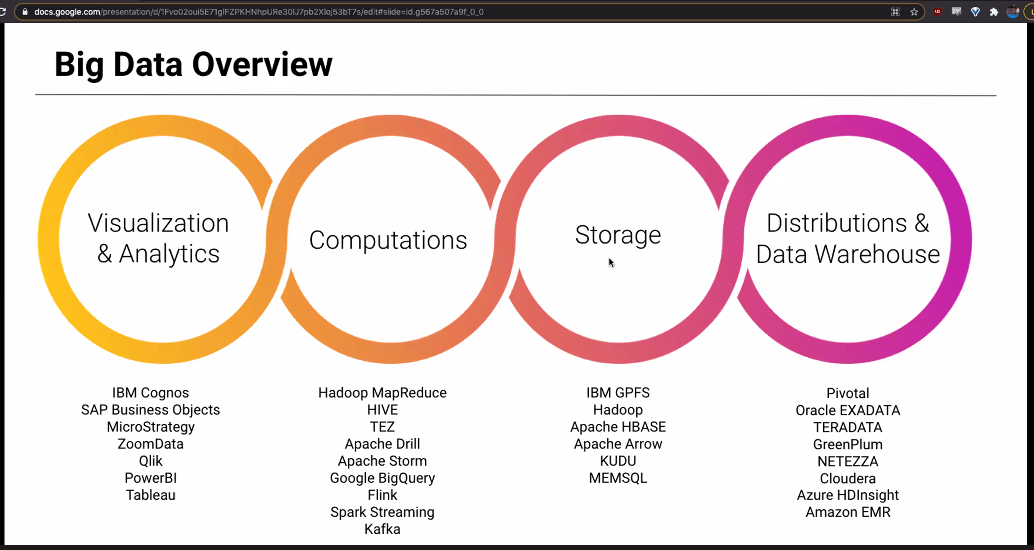 docs.google.com/presentation/d/1Fvo02oui5E71glFZPKHNhpURe30lJ7pb2Xloj53bT7s/edit#slide=id.g567a507a9f_0_0
Big Data Overview
Visualization
& Analytics
Computations
Storage
Distributions &
Data Warehouse
IBM Cognos
SAP Business Objects
MicroStrategy
ZoomData
Qlik
PowerBI
Tableau
Hadoop MapReduce
HIVE
TEZ
Apache Drill
Apache Storm
Google BigQuery
Flink
Spark Streaming
Kafka
IBM GPFS
Hadoop
Apache HBASE
Apache Arrow
KUDU
MEMSQL
Pivotal
Oracle EXADATA
TERADATA
GreenPlum
NETEZZA
Cloudera
Azure HDInsight
Amazon EMR